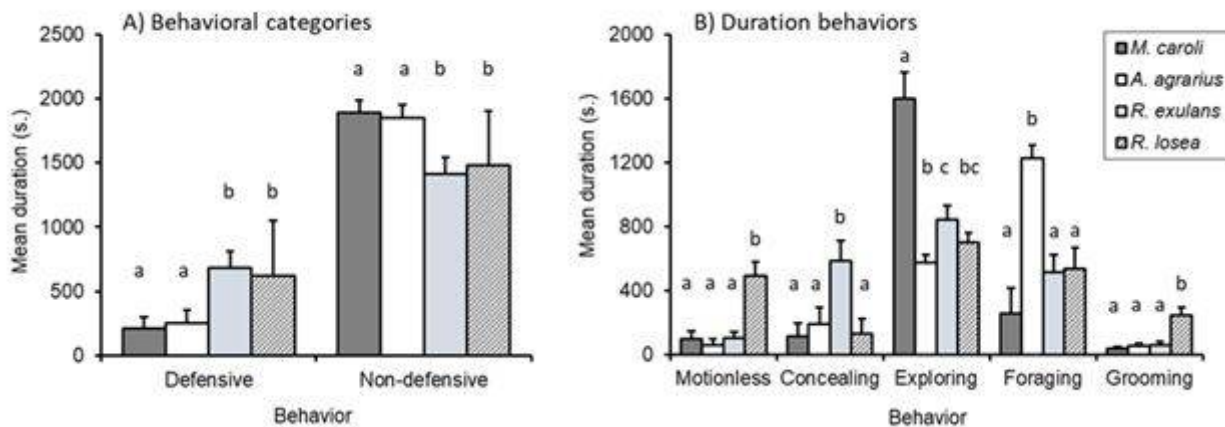 A) Behavioral categories
2500
2000
1500
1000
500
0
Mean duration (s.)
a
a
b
b
a
a
b
b
Defensive
Non-defensive
Behavior
B) Duration behaviors
2000
1600
1200
800
400
0
Mean duration (s.)
a a a b
a a b a
a b c bc
a b a a
a a a b
Motionless Concealing Exploring Foraging Grooming
Behavior
M. caroli
A. agrarius
R. exulans
R. losea